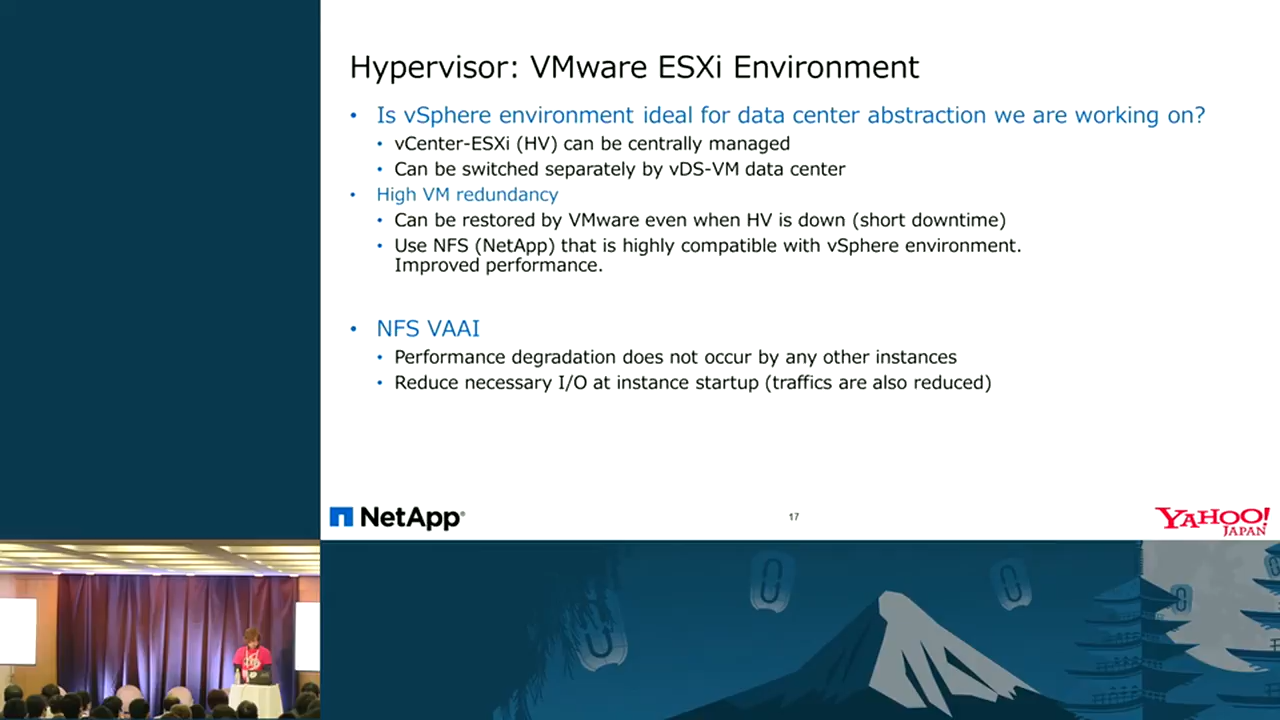 Hypervisor: VMware ESXi Environment
• Is vSphere environment ideal for data center abstraction we are working on?
• vCenter-ESXi (HV) can be centrally managed
• Can be switched separately by vDS-VM data center
• High VM redundancy
• Can be restored by VMware even when HV is down (short downtime)
• Use NFS (NetApp) that is highly compatible with vSphere environment.
Improved performance.
• NFS VAAI
• Performance degradation does not occur by any other instances
• Reduce necessary I/O at instance startup (traffics are also reduced)
NetApp®
17
YAHOO!
JAPAN